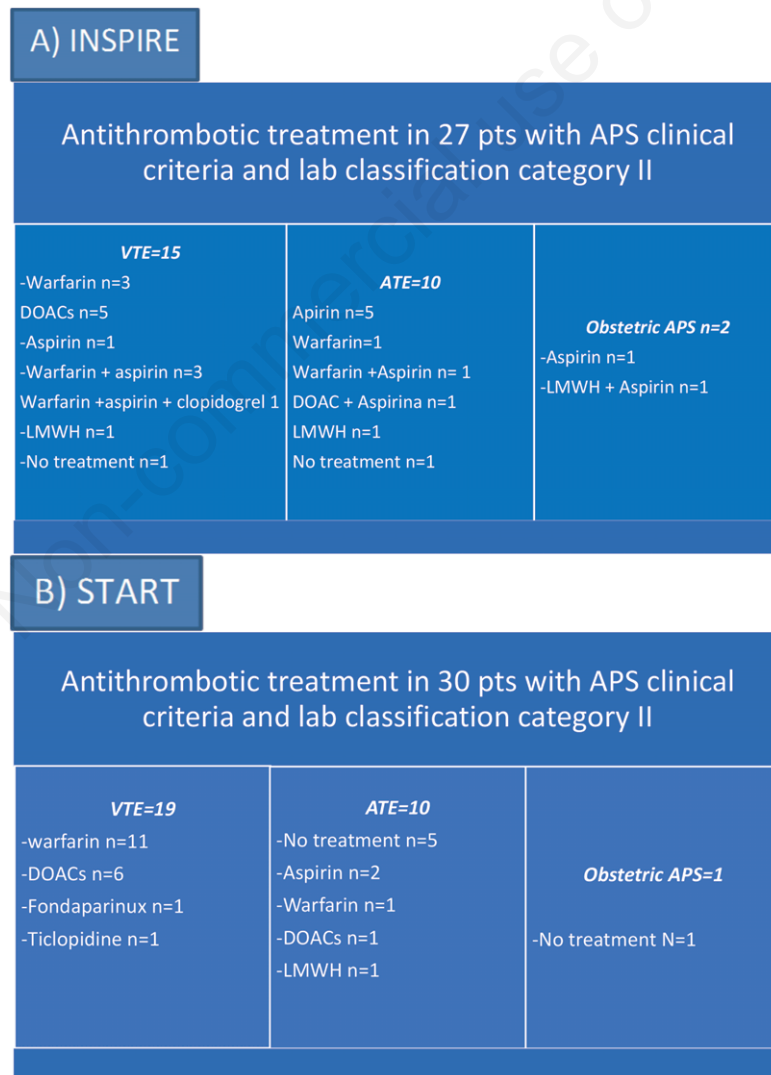 A) INSPIRE
Antithrombotic treatment in 27 pts with APS clinical
criteria and lab classification category II
VTE=15
-Warfarin n=3
DOACs n=5
-Aspirin n=1
-Warfarin + aspirin n=3
Warfarin +aspirin + clopidogrel 1
-LMWH n=1
-No treatment n=1
ATE=10
Apirin n=5
Warfarin=1
Warfarin +Aspirin n= 1
DOAC + Aspirina n=1
LMWH n=1
No treatment n=1
Obstetric APS n=2
-Aspirin n=1
-LMWH + Aspirin n=1
B) START
Antithrombotic treatment in 30 pts with APS clinical
criteria and lab classification category II
VTE=19
-warfarin n=11
-DOACs n=6
-Fondaparinux n=1
-Ticlopidine n=1
ATE=10
-No treatment n=5
-Aspirin n=2
-Warfarin n=1
-DOACs n=1
-LMWH n=1
Obstetric APS=1
-No treatment N=1
Non-commercial use o